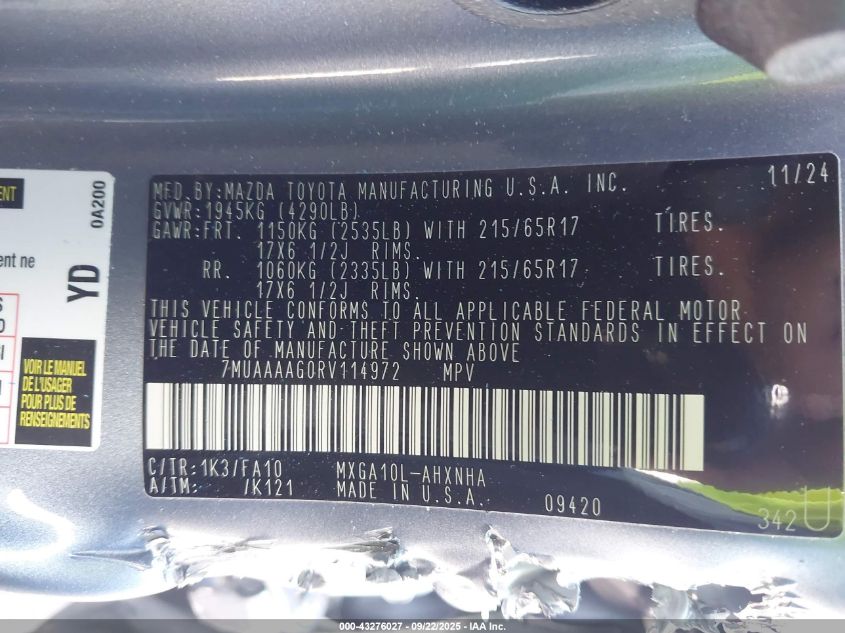 MFD. BY:MAZDA TOYOTA MANUFACTURING U.S.A. INC. 11/24
GVWR:1945KG (4290LB)
GAWR:FRT. 1150KG (2535LB) WITH 215/65R17 TIRES.
17X6 1/2J RIMS.
RR. 1060KG (2335LB) WITH 215/65R17 TIRES.
17X6 1/2J RIMS.
THIS VEHICLE CONFORMS TO ALL APPLICABLE FEDERAL MOTOR
VEHICLE SAFETY AND THEFT PREVENTION STANDARDS IN EFFECT ON
THE DATE OF MANUFACTURE SHOWN ABOVE
7MUAAAAG0RV114972 MPV
C/TR:1K3/FA10 MXGA10L-AHXNHA
A/TM: /K121 MADE IN U.S.A. 09420
342U
0A200
YD
ent ne
VOIR LE MANUEL
DE L'USAGER
POUR PLUS DE
RENSEIGNEMENTS
000-43276027 - 09/22/2025 - IAA Inc.